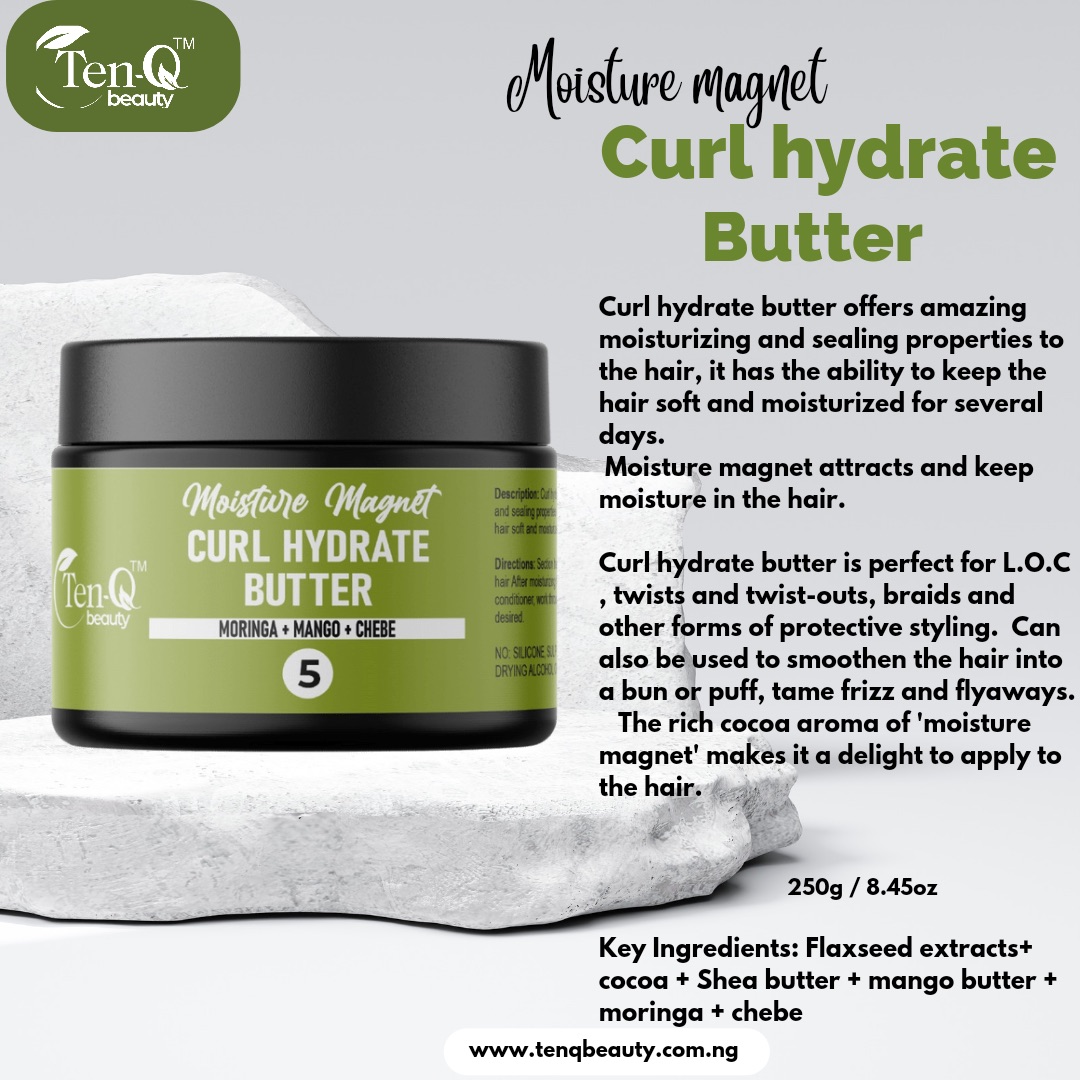 Ten-Q™
beauty
Moisture magnet
Curl hydrate
Butter
Curl hydrate butter offers amazing
moisturizing and sealing properties to
the hair, it has the ability to keep the
hair soft and moisturized for several
days.
Moisture magnet attracts and keep
moisture in the hair.
Curl hydrate butter is perfect for L.O.C
, twists and twist-outs, braids and
other forms of protective styling. Can
also be used to smoothen the hair into
a bun or puff, tame frizz and flyaways.
The rich cocoa aroma of 'moisture
magnet' makes it a delight to apply to
the hair.
250g / 8.45oz
Key Ingredients: Flaxseed extracts+
cocoa + Shea butter + mango butter +
moringa + chebe
www.tenqbeauty.com.ng
Moisture Magnet
CURL HYDRATE
BUTTER
MORINGA + MANGO + CHEBE
5
Ten-Q™
beauty
Description:
and sealing
hair soft and
Directions: Section
hair After
conditioner, work
desired.
NO: SILICONE,
DRYING ALCOHOL,